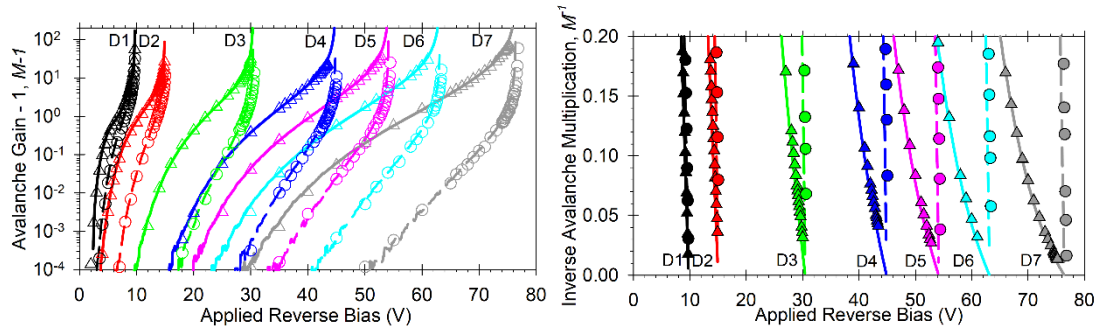 D1 D2 D3 D4 D5 D6 D7
10² 10¹ 10⁰ 10⁻¹ 10⁻² 10⁻³ 10⁻⁴
Avalanche Gain - 1, M-1
0 10 20 30 40 50 60 70 80
Applied Reverse Bias (V)
0.20 0.15 0.10 0.05 0.00
Inverse Avalanche Multiplication, M⁻¹
D1 D2 D3 D4 D5 D6 D7
0 10 20 30 40 50 60 70 80
Applied Reverse Bias (V)